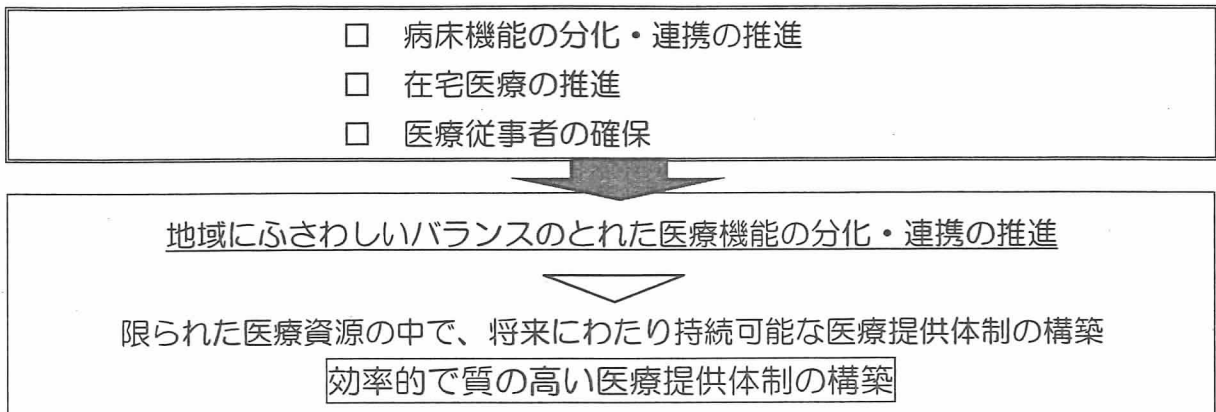 □ 病床機能の分化・連携の推進
□ 在宅医療の推進
□ 医療従事者の確保
地域にふさわしいバランスのとれた医療機能の分化・連携の推進
限られた医療資源の中で、将来にわたり持続可能な医療提供体制の構築
効率的で質の高い医療提供体制の構築